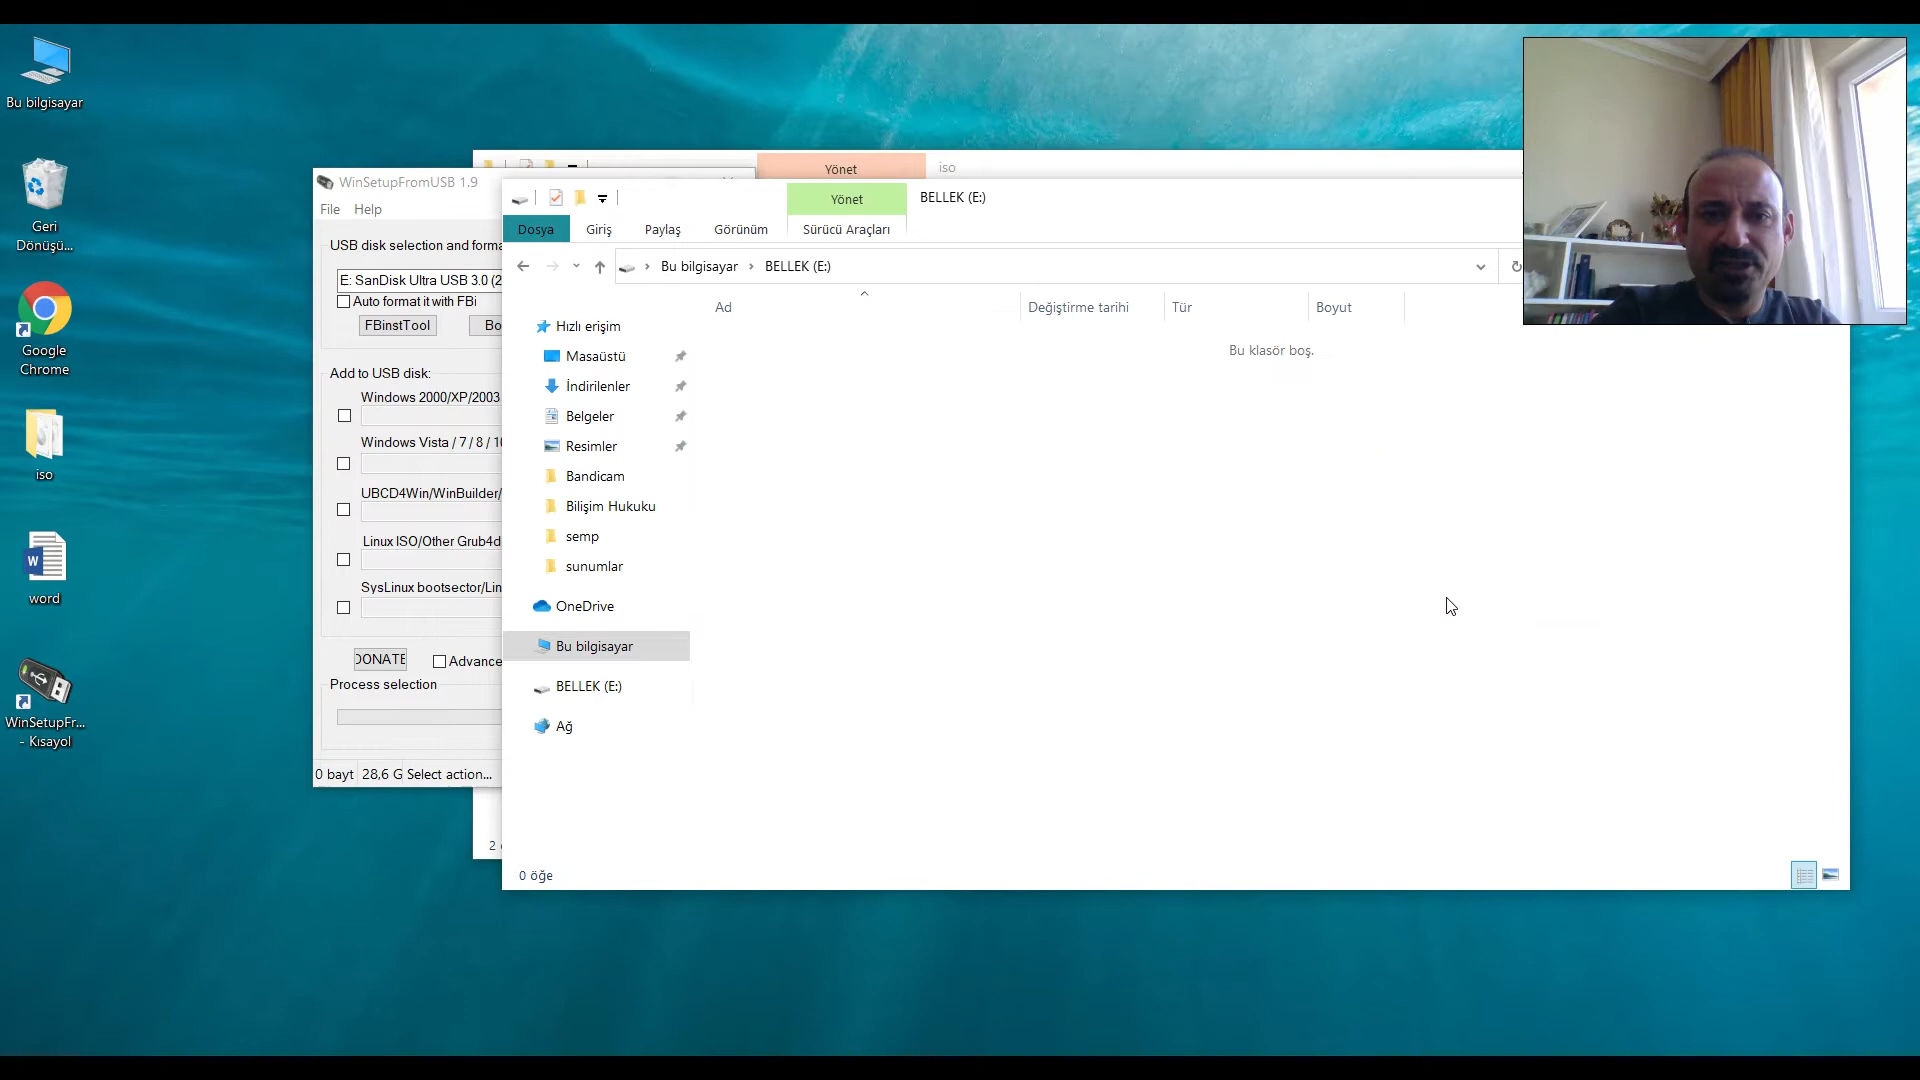 Bu bilgisayar
Geri
Dönüşü...
Google
Chrome
iso
word
WinSetupFr...
- Kısayol
WinSetupFromUSB 1.9
File Help
USB disk selection and forma
E: SanDisk Ultra USB 3.0 (2
Auto format it with FBi
FBinstTool
Bo
Add to USB disk:
Windows 2000/XP/2003
Windows Vista / 7 / 8 / 10
UBCD4Win/WinBuilder/
Linux ISO/Other Grub4d
SysLinux bootsector/Lin
DONATE
Advance
Process selection
0 bayt 28,6 G Select action...
Yönet iso
2
Yönet BELLEK (E:)
Dosya Giriş Paylaş Görünüm Sürücü Araçları
Bu bilgisayar BELLEK (E:)
Ad Değiştirme tarihi Tür Boyut
Bu klasör boş.
Hızlı erişim
Masaüstü
İndirilenler
Belgeler
Resimler
Bandicam
Bilişim Hukuku
semp
sunumlar
OneDrive
Bu bilgisayar
BELLEK (E:)
Ağ
0 öğe